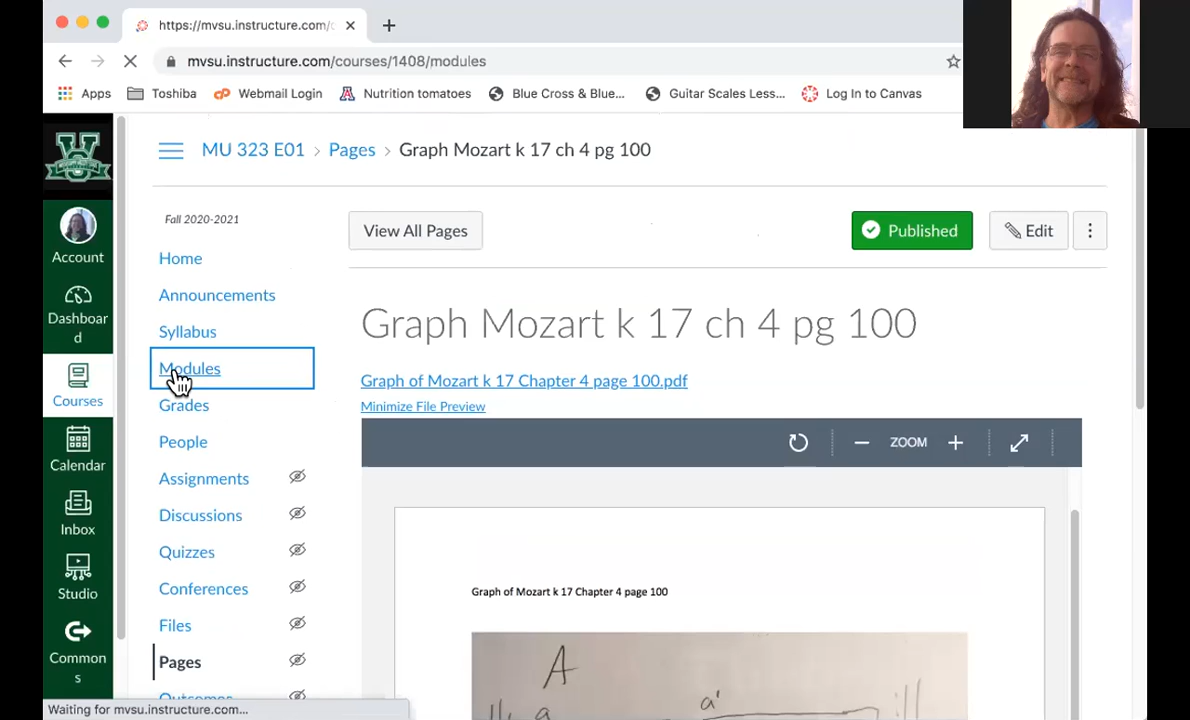 https://mvsu.instructure.com/
mvsu.instructure.com/courses/1408/modules
Apps Toshiba Webmail Login Nutrition tomatoes Blue Cross & Blue... Guitar Scales Less... Log In to Canvas
MU 323 E01 > Pages > Graph Mozart k 17 ch 4 pg 100
Account
Dashboar
d
Courses
Calendar
Inbox
Studio
Common
s
Fall 2020-2021
Home
Announcements
Syllabus
Modules
Grades
People
Assignments
Discussions
Quizzes
Conferences
Files
Pages
Outcomes
View All Pages
Published
Edit
Graph Mozart k 17 ch 4 pg 100
Graph of Mozart k 17 Chapter 4 page 100.pdf
Minimize File Preview
ZOOM
Graph of Mozart k 17 Chapter 4 page 100
A
a a'
Waiting for mvsu.instructure.com...